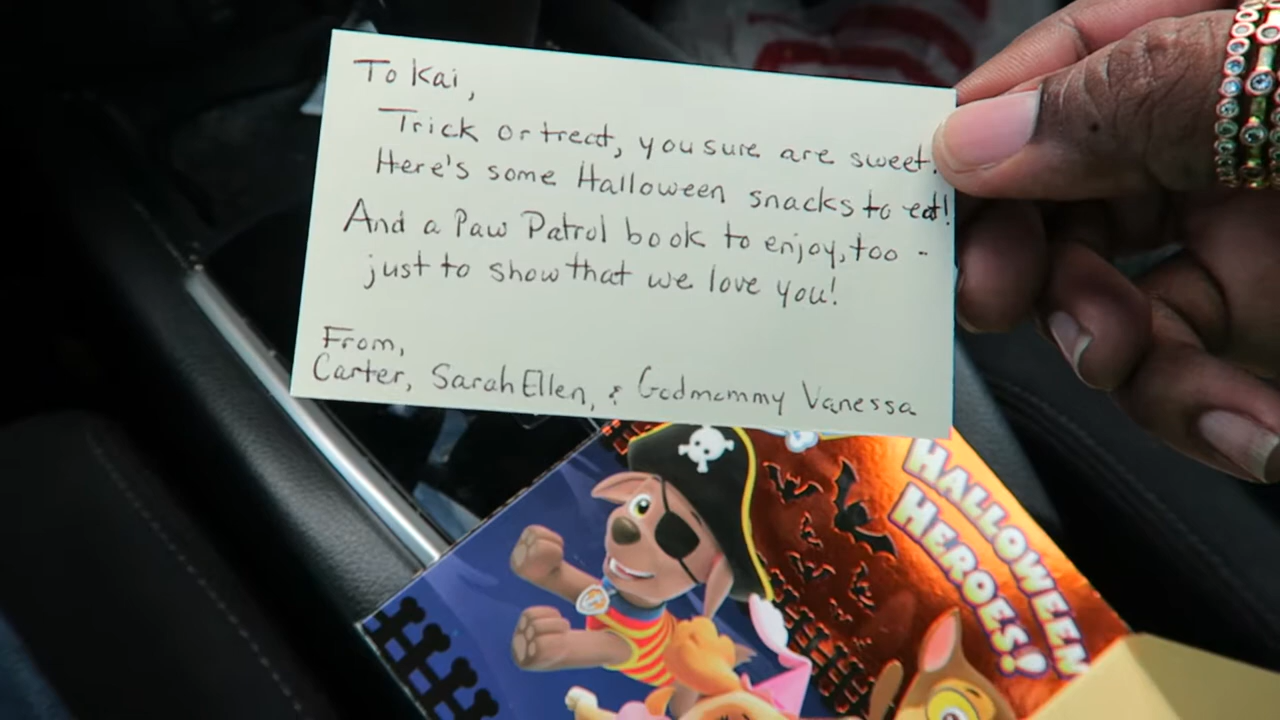 To Kai,
Trick or treat, you sure are sweet!
Here's some Halloween snacks to eat!
And a Paw Patrol book to enjoy, too -
just to show that we love you!
From,
Carter, Sarah Ellen, & Godmommy Vanessa
HALLOWEEN
HEROES!